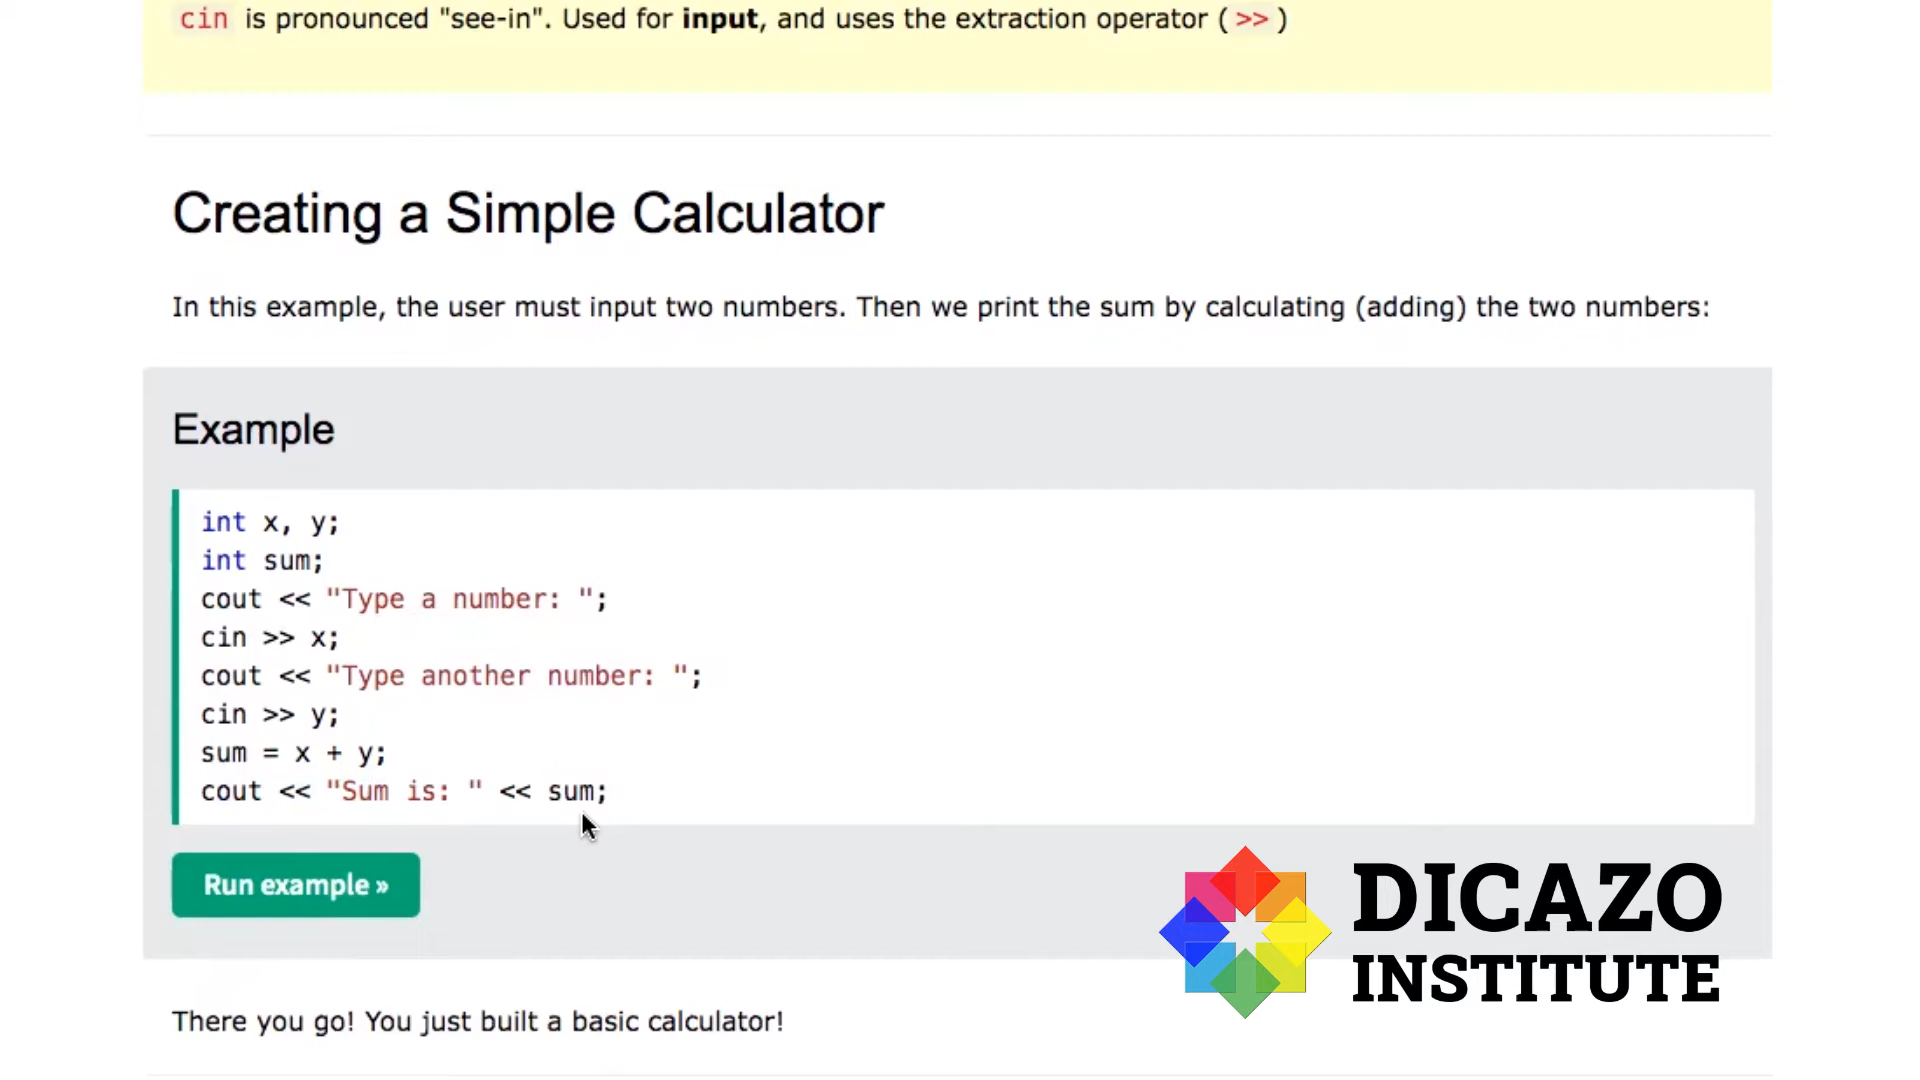 cin is pronounced "see-in". Used for input, and uses the extraction operator (>>)
Creating a Simple Calculator
In this example, the user must input two numbers. Then we print the sum by calculating (adding) the two numbers:
Example
int x, y;
int sum;
cout << "Type a number: ";
cin >> x;
cout << "Type another number: ";
cin >> y;
sum = x + y;
cout << "Sum is: " << sum;
Run example »
DICAZO
INSTITUTE
There you go! You just built a basic calculator!